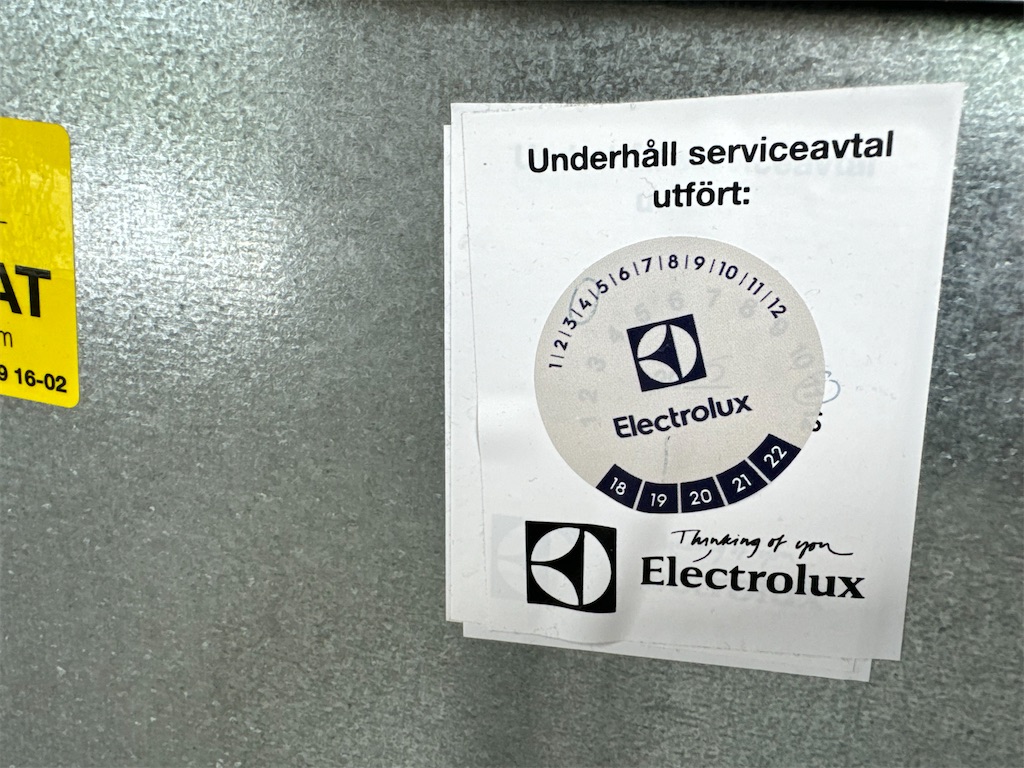 AT
m
9 16-02
Underhåll serviceavtal
utfört:
1|2|3|4|5|6|7|8|9|10|11|12
Electrolux
18 19 20 21 22
Thinking of you
Electrolux